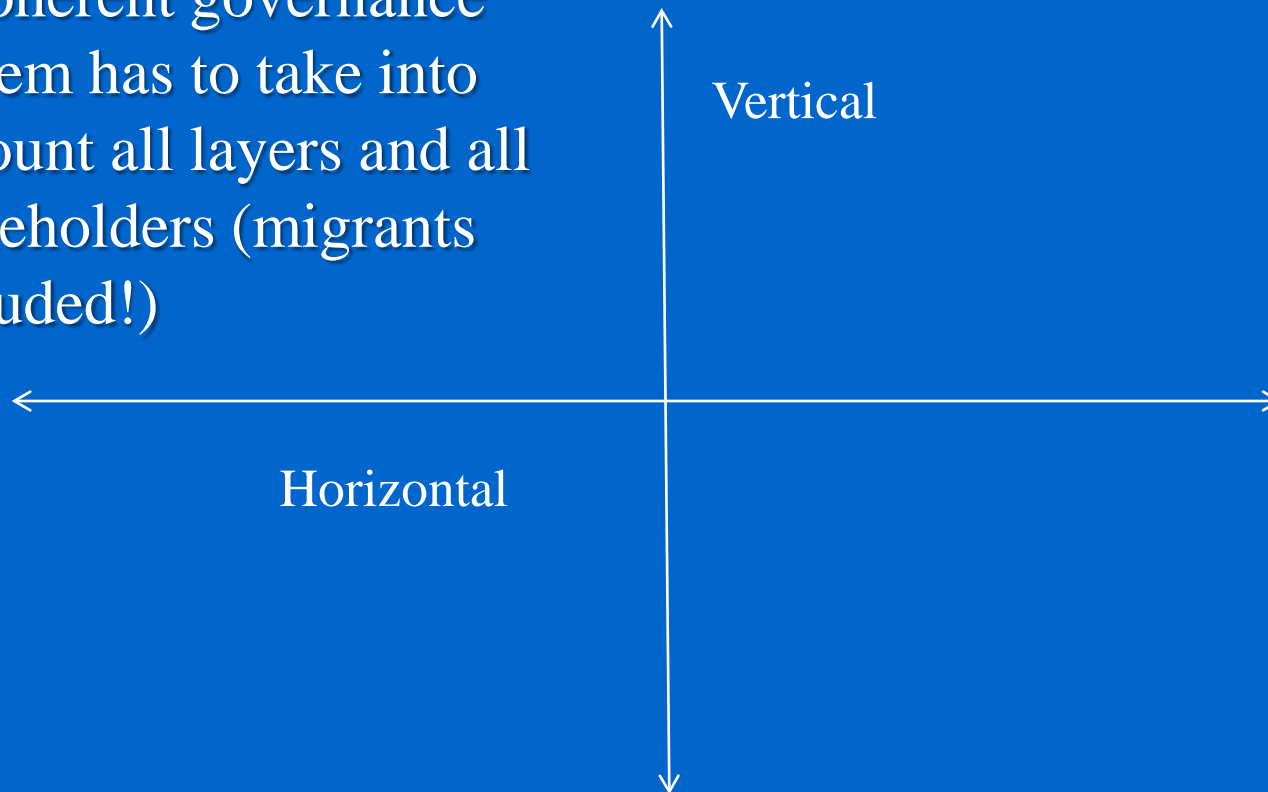 oherent governance
em has to take into
ount all layers and all
eholders (migrants
uded!)
Vertical
Horizontal